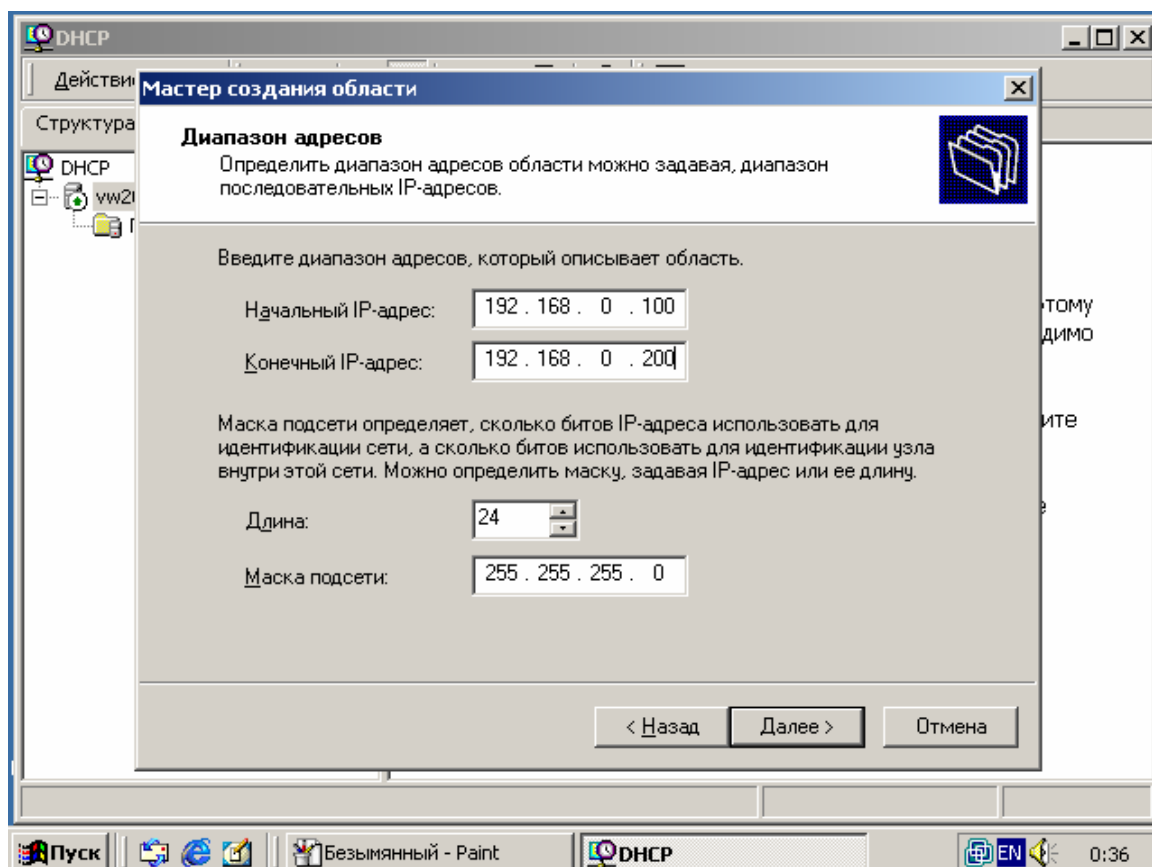 DHCP
Действи
Мастер создания области
Структура
Диапазон адресов
Определить диапазон адресов области можно задавая, диапазон
последовательных IP-адресов.
DHCP
vw2
Введите диапазон адресов, который описывает область.
Начальный IP-адрес: 192 . 168 . 0 . 100
этому
Конечный IP-адрес: 192 . 168 . 0 . 200
димо
Маска подсети определяет, сколько битов IP-адреса использовать для
идентификации сети, а сколько битов использовать для идентификации узла
внутри этой сети. Можно определить маску, задавая IP-адрес или ее длину.
ите
Длина: 24
е
Маска подсети: 255 . 255 . 255 . 0
< Назад Далее > Отмена
Пуск Безымянный - Paint DHCP EN 0:36